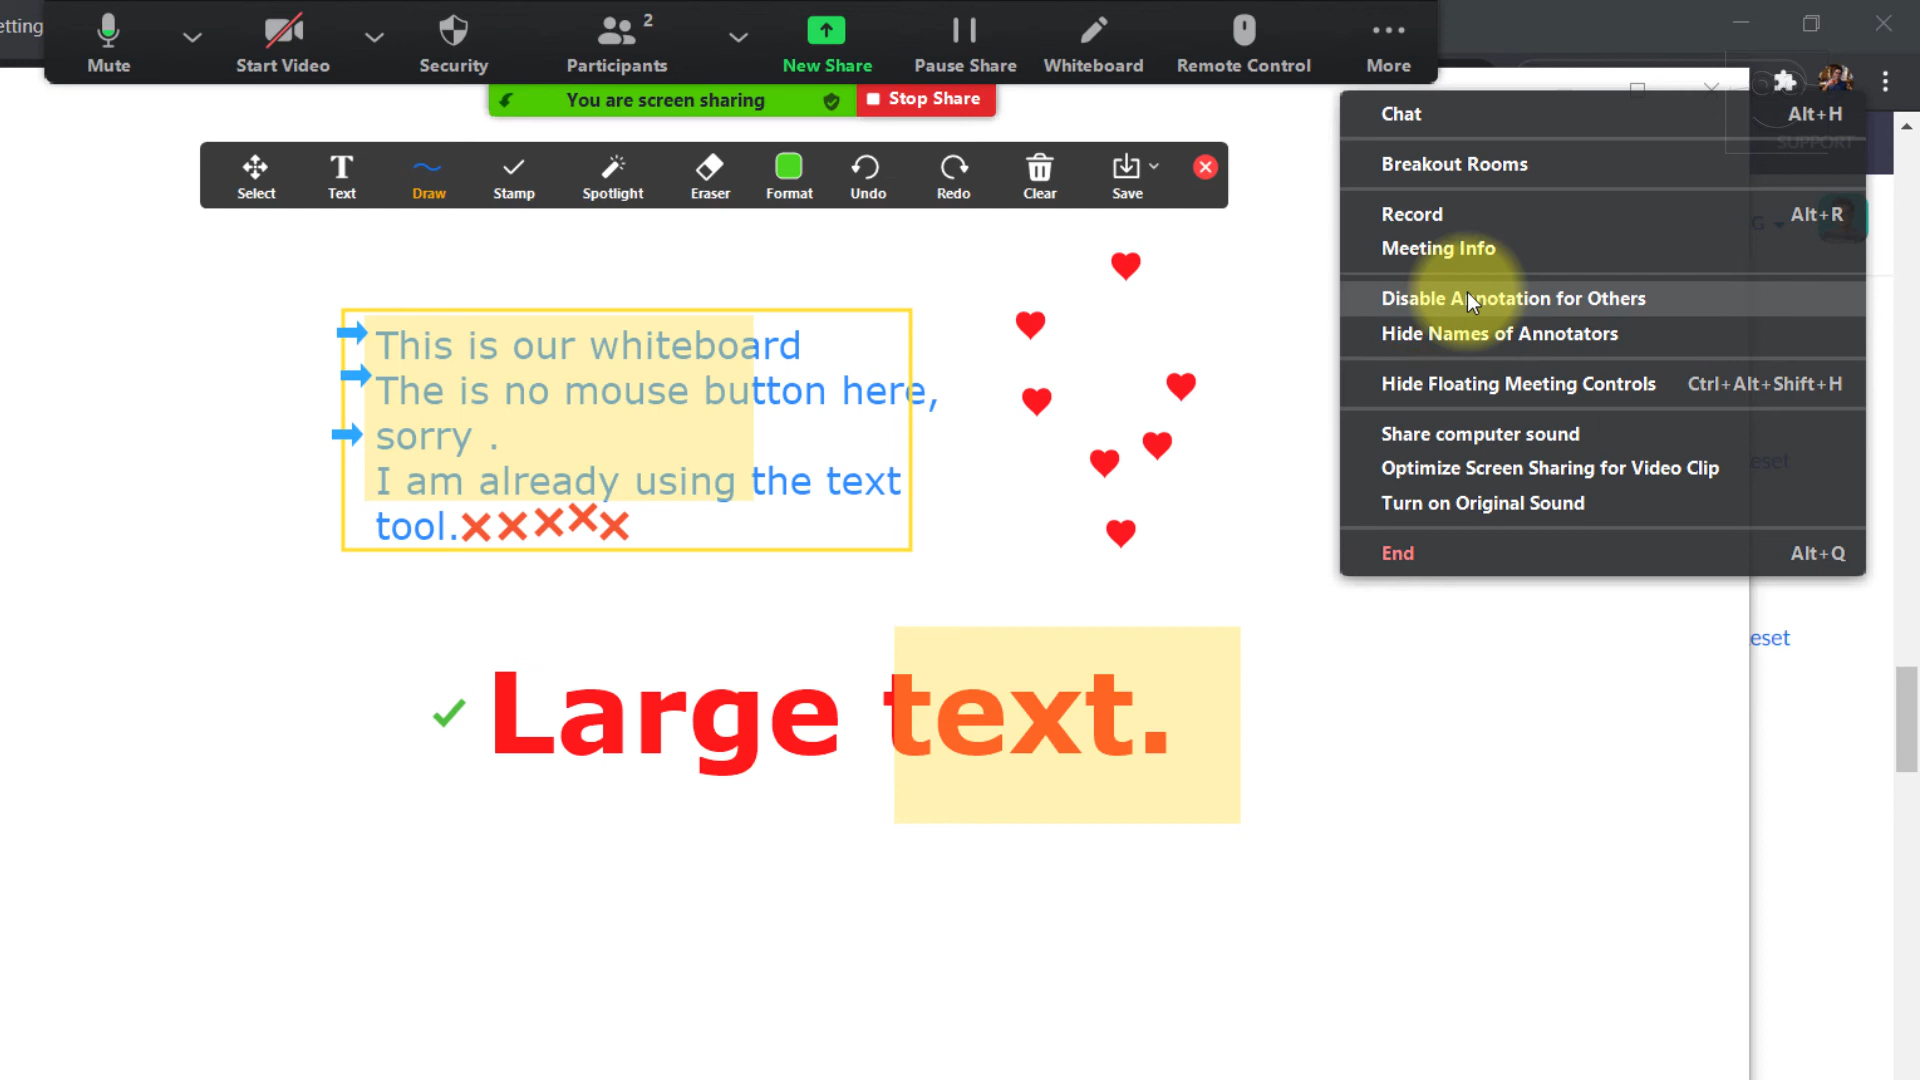 etting
2
Mute
Start Video
Security
Participants
New Share
Pause Share
Whiteboard
Remote Control
More
You are screen sharing
Stop Share
Select
Text
Draw
Stamp
Spotlight
Eraser
Format
Undo
Redo
Clear
Save
Chat Alt+H
SUPPORT
Breakout Rooms
Record Alt+R
G
Meeting Info
Disable Annotation for Others
Hide Names of Annotators
Hide Floating Meeting Controls Ctrl+Alt+Shift+H
Share computer sound
eset
Optimize Screen Sharing for Video Clip
Turn on Original Sound
End Alt+Q
eset
This is our whiteboard
The is no mouse button here,
sorry .
I am already using the text
tool.
Large text.